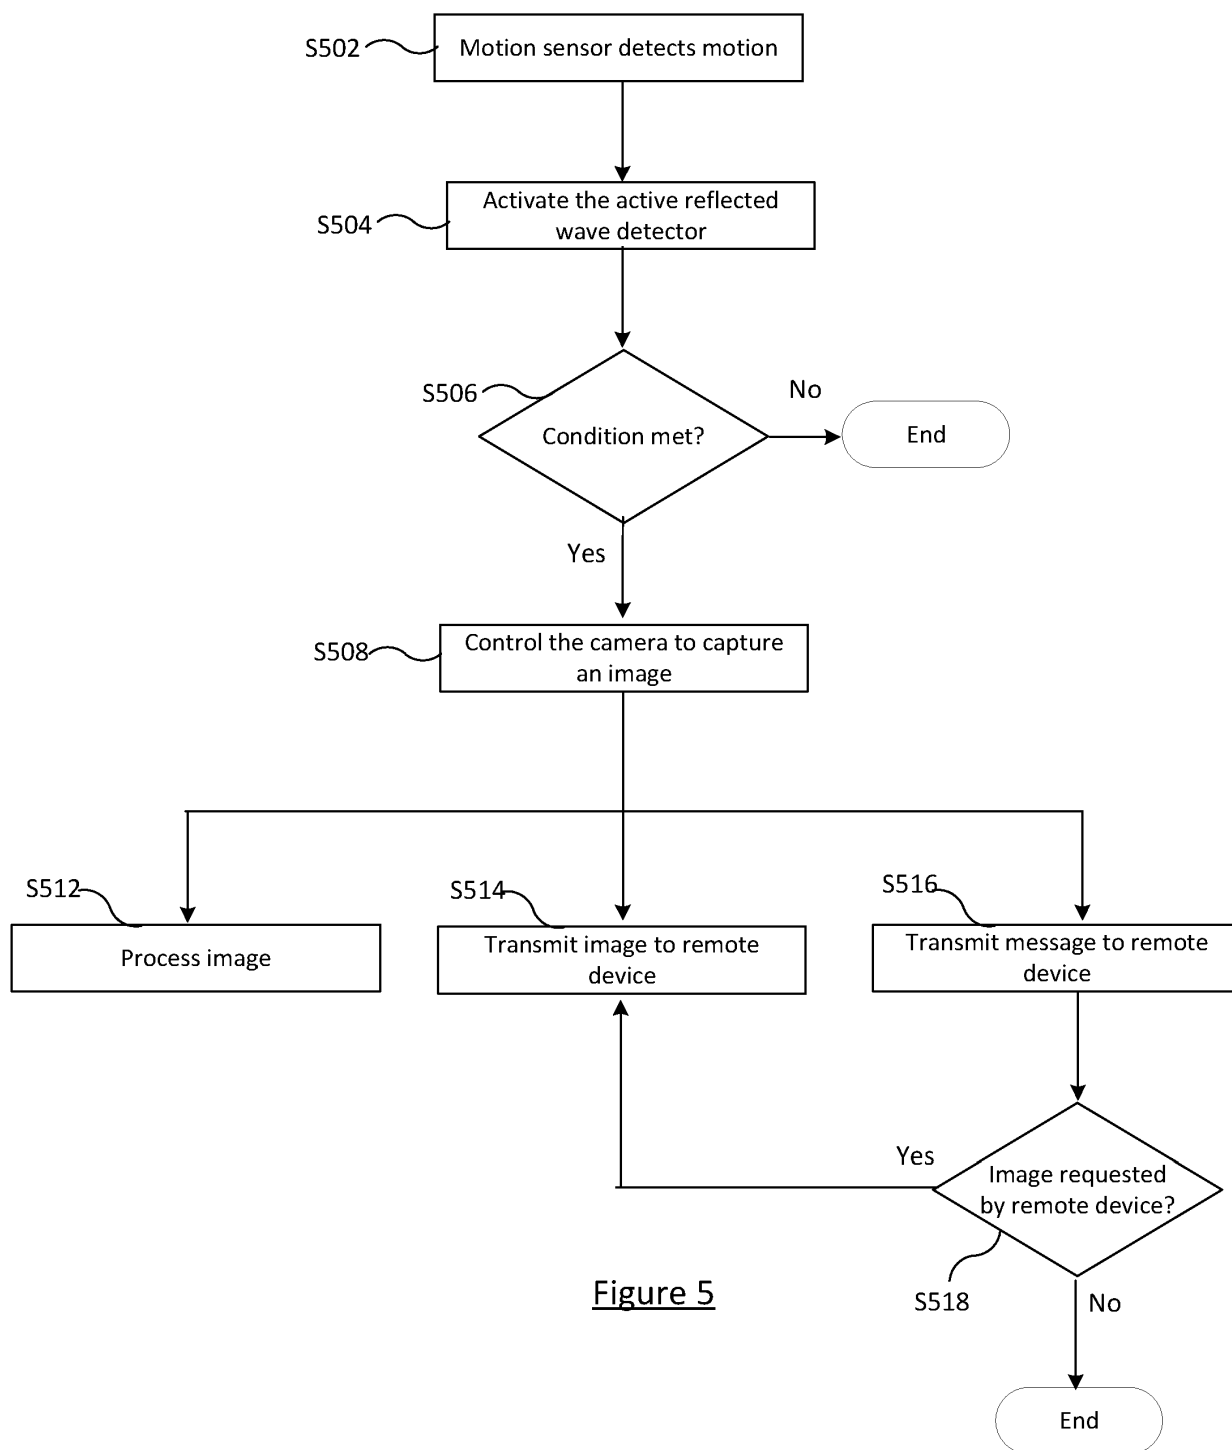 S502
Motion sensor detects motion
S504
Activate the active reflected
wave detector
S506
Condition met?
No
End
Yes
S508
Control the camera to capture
an image
S512
Process image
S514
Transmit image to remote
device
S516
Transmit message to remote
device
Yes
Image requested
by remote device?
S518
No
End
Figure 5